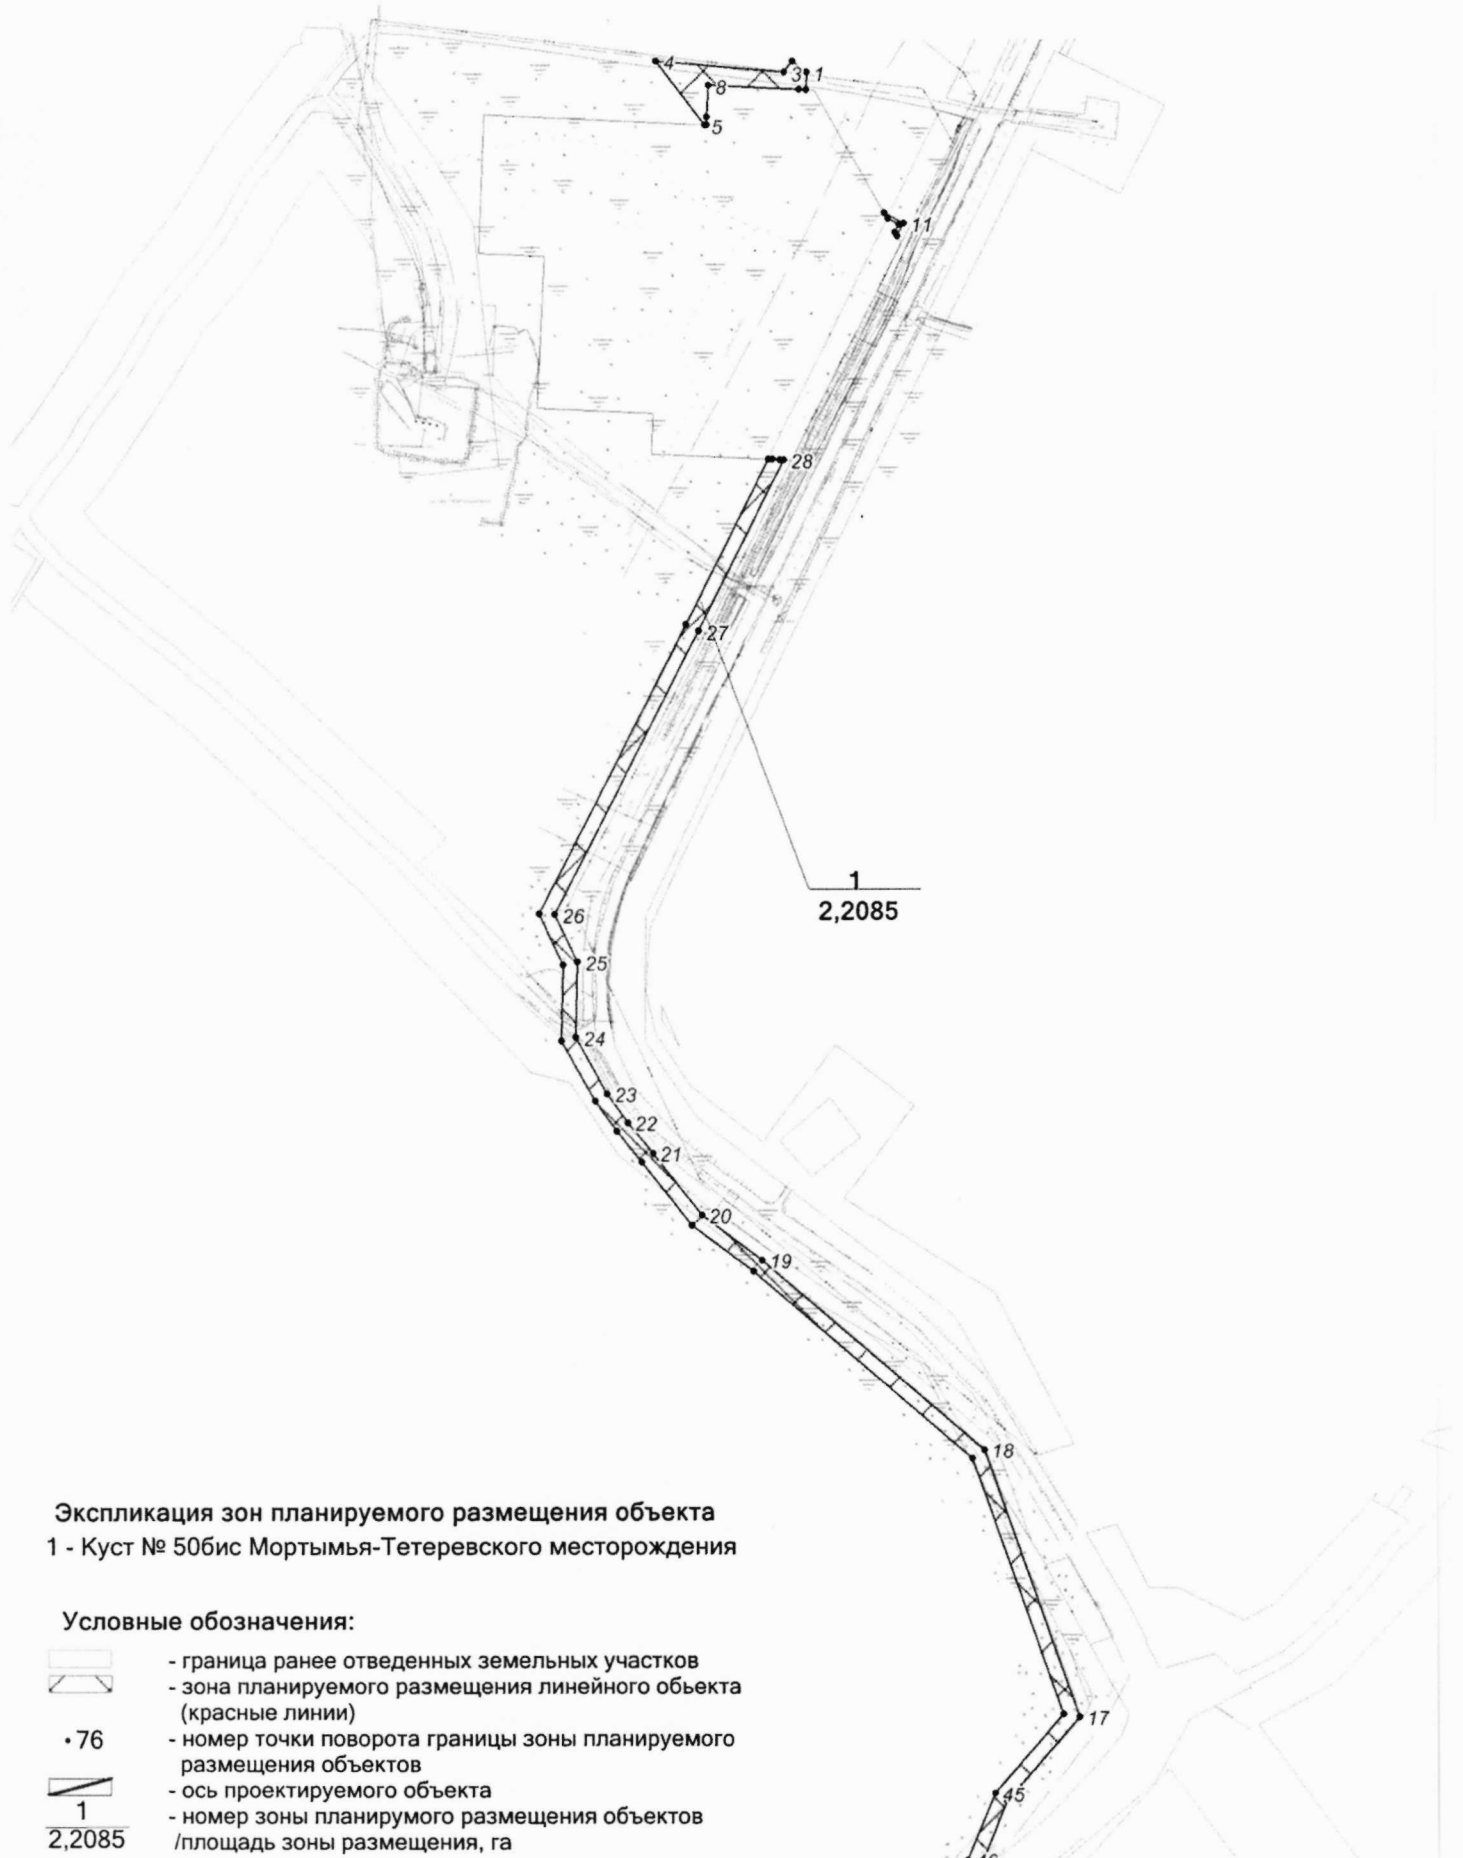 4
3
1
8
5
11
28
27
1
2,2085
26
25
24
23
22
21
20
19
18
Экспликация зон планируемого размещения объекта
1 - Куст № 50бис Мортымья-Тетеревского месторождения
Условные обозначения:
- граница ранее отведенных земельных участков
- зона планируемого размещения линейного обьекта
(красные линии)
•76 - номер точки поворота границы зоны планируемого
размещения объектов
- ось проектируемого объекта
1 - номер зоны планирумого размещения объектов
2,2085 /площадь зоны размещения, га
17
45